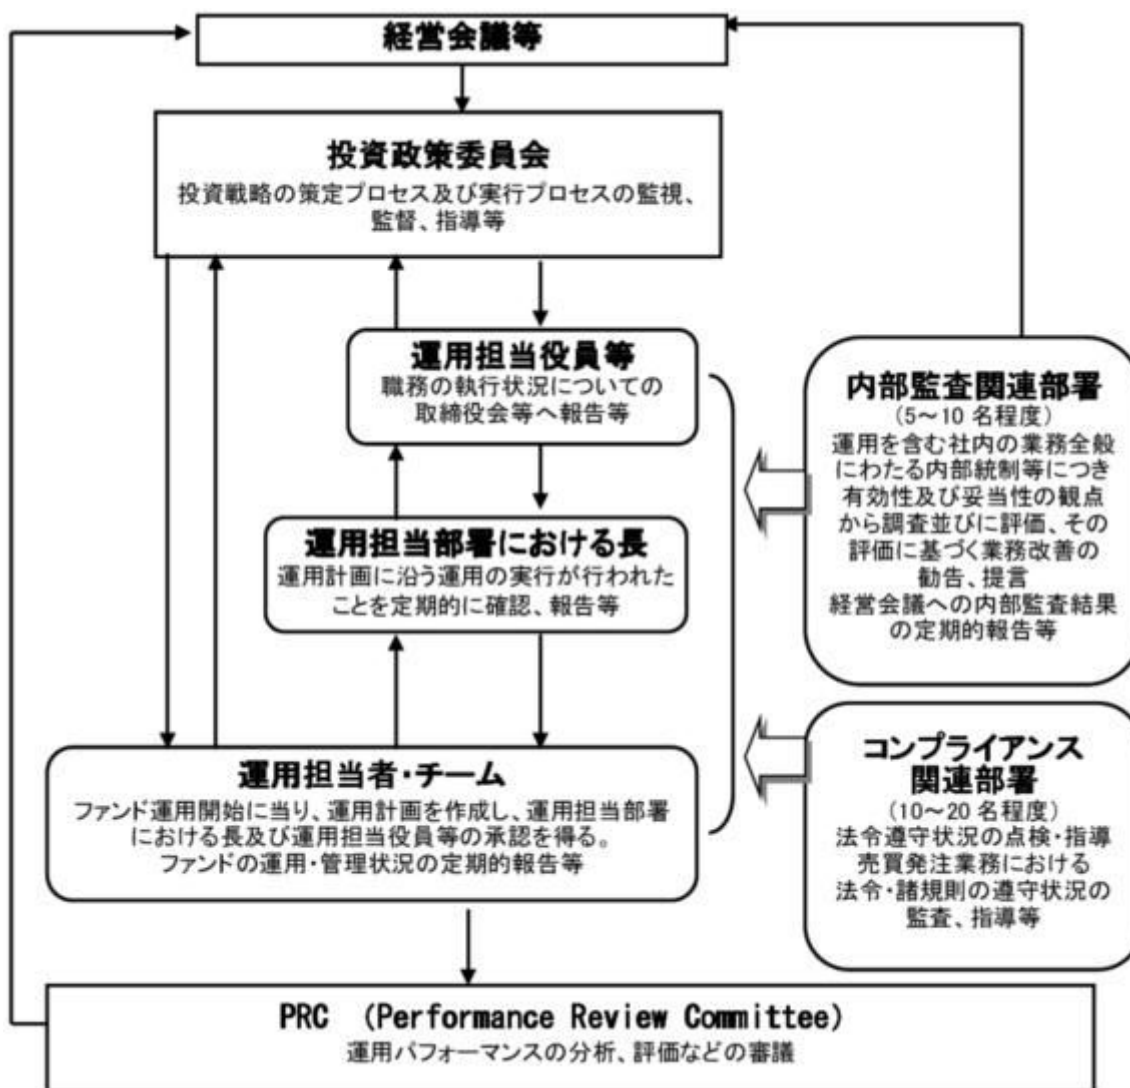 経営会議等
投資政策委員会
投資戦略の策定プロセス及び実行プロセスの監視、
監督、指導等
運用担当役員等
職務の執行状況についての
取締役会等へ報告等
運用担当部署における長
運用計画に沿う運用の実行が行われた
ことを定期的に確認、報告等
運用担当者・チーム
ファンド運用開始に当り、運用計画を作成し、運用担当部署
における長及び運用担当役員等の承認を得る。
ファンドの運用・管理状況の定期的報告等
内部監査関連部署
(5～10 名程度)
運用を含む社内の業務全般
にわたる内部統制等につき
有効性及び妥当性の観点
から調査並びに評価、その
評価に基づく業務改善の
勧告、提言
経営会議への内部監査結果
の定期的報告等
コンプライアンス
関連部署
(10～20 名程度)
法令遵守状況の点検・指導
売買発注業務における
法令・諸規則の遵守状況の
監査、指導等
PRC (Performance Review Committee)
運用パフォーマンスの分析、評価などの審議